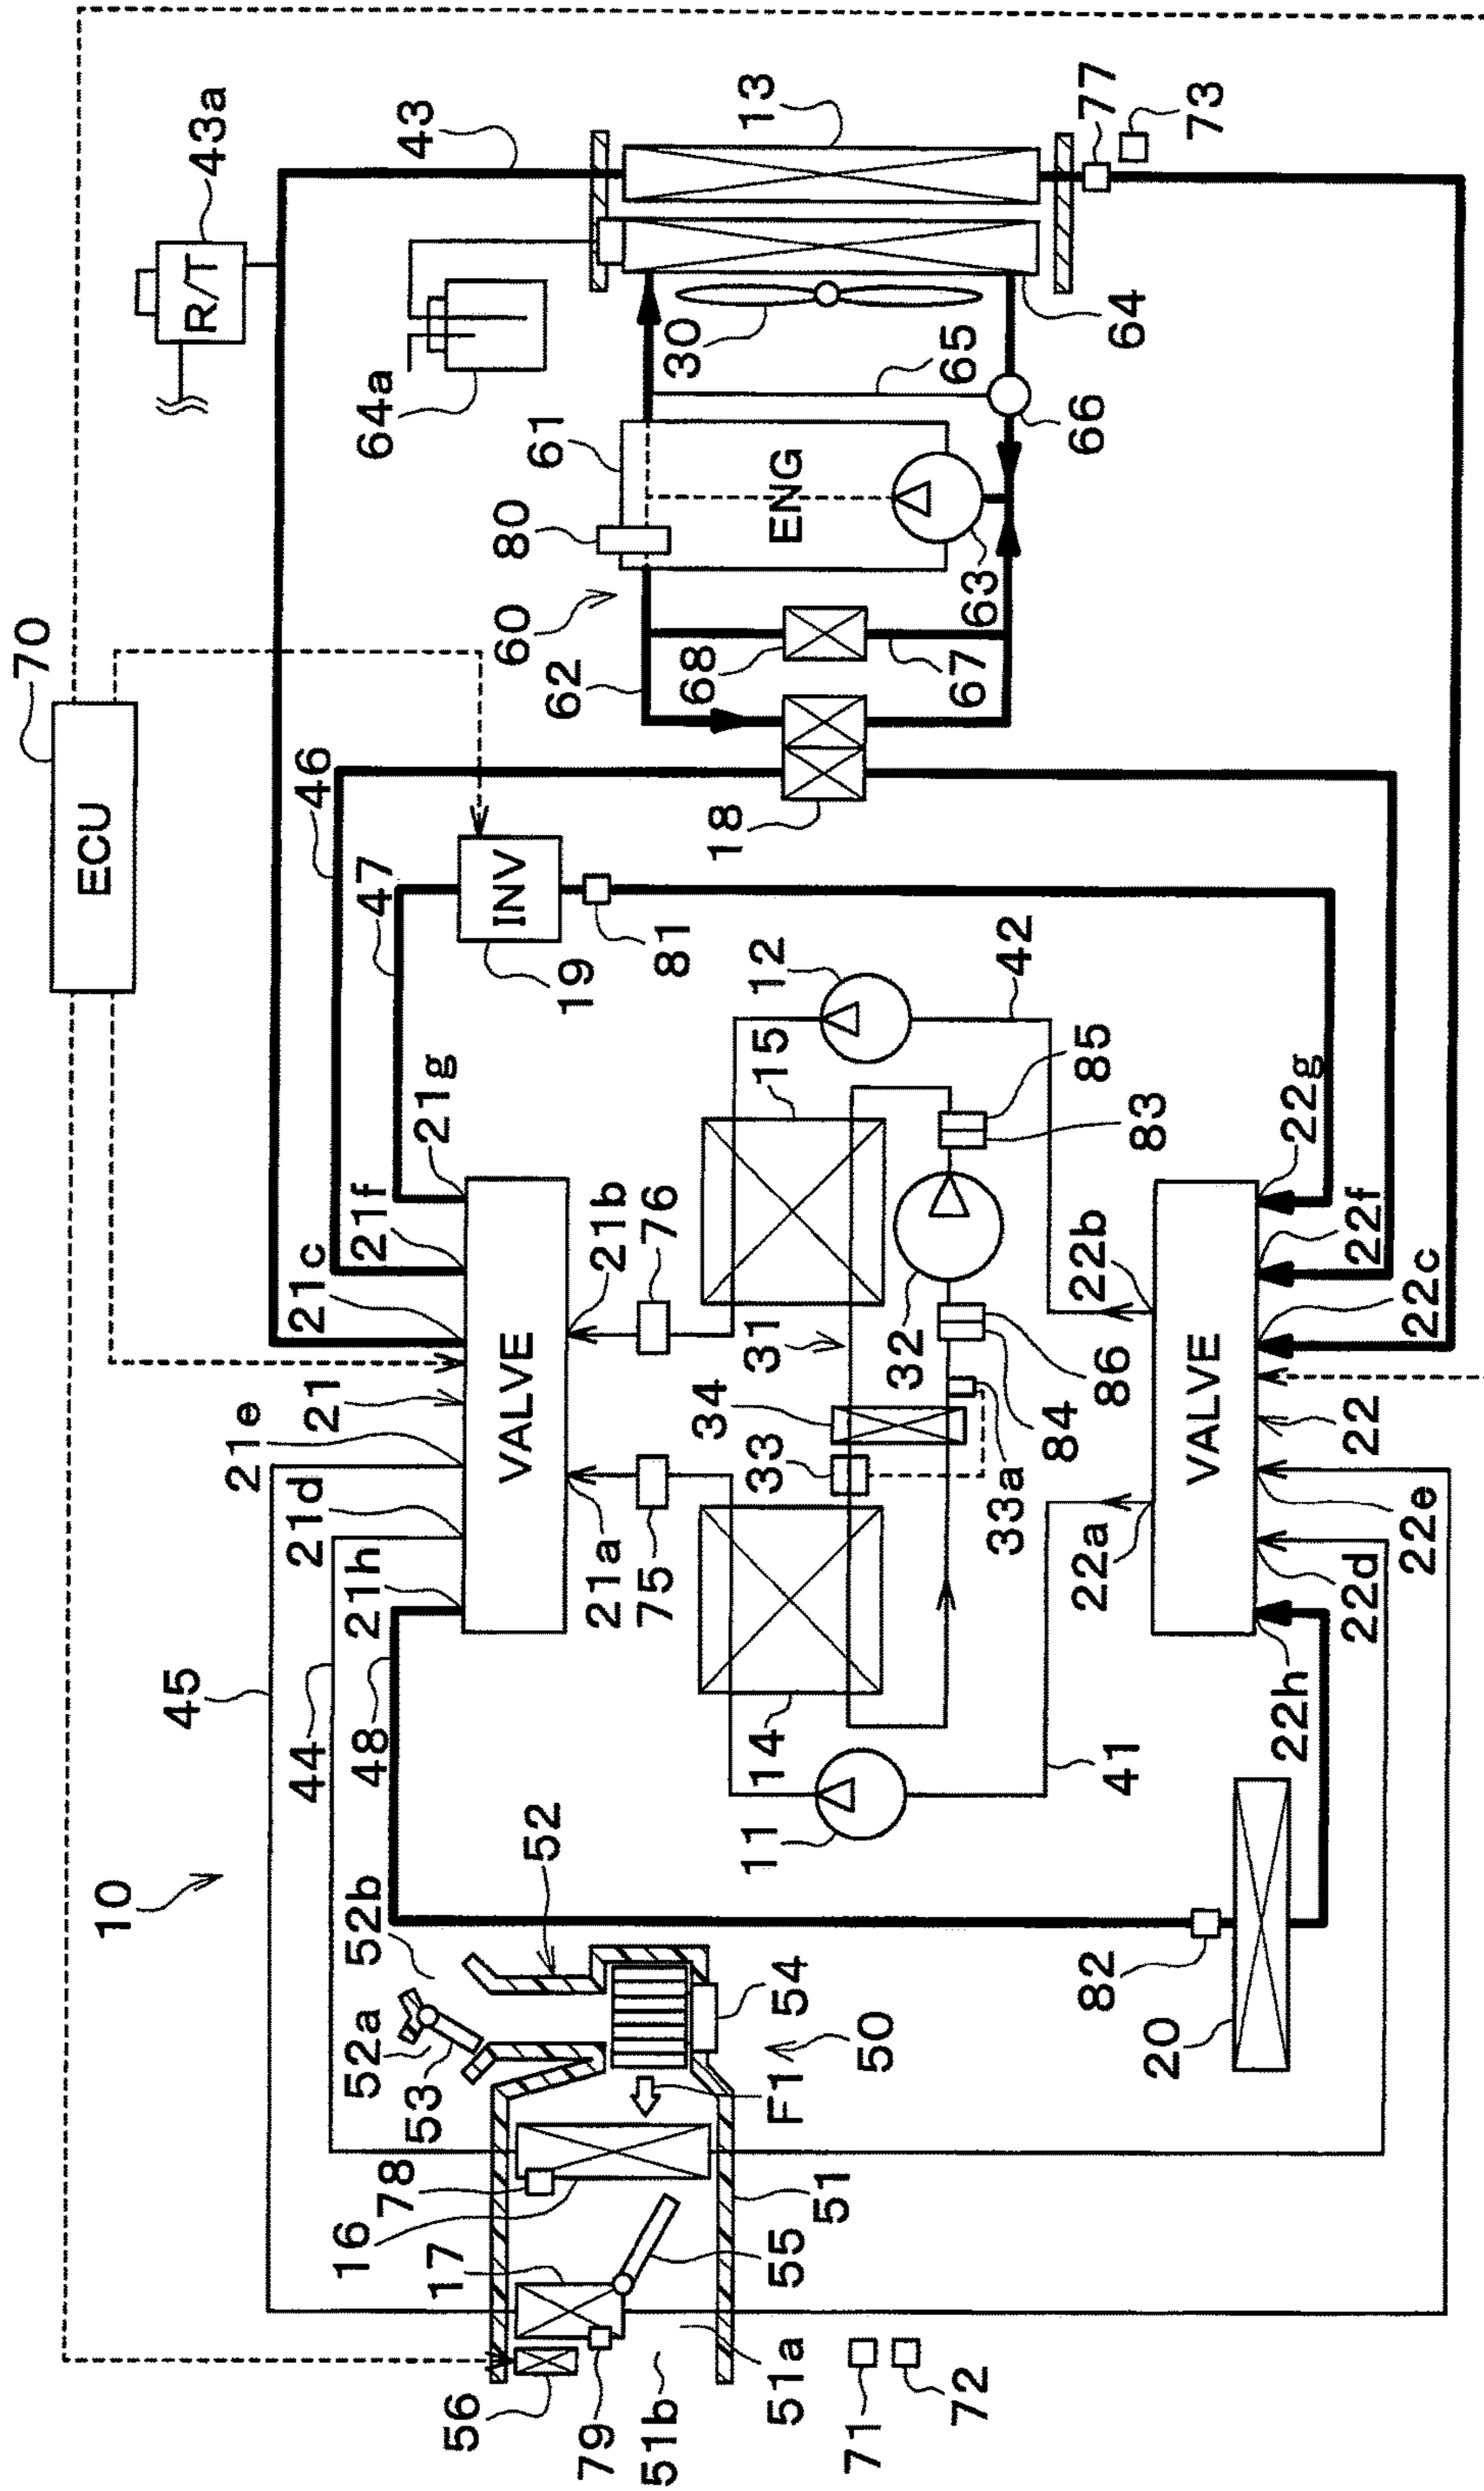 70
ECU
10
45
R/T
43a
21e
44
21d
21
21c
46
16
52a
52b
48
21h
21f
47
64a
78
53
43
17
21g
56
VALVE
INV
80
60
52
61
62
19
79
21a
21b
51b
75
76
81
68
30
34
18
13
11
14
33
31
15
12
51a
55
F1
54
ENG
51
71
50
32
72
67
63
65
33a
42
84
22a
22b
85
82
86
66
77
41
64
83
20
VALVE
73
22h
22g
22d
22
22f
22e
22c